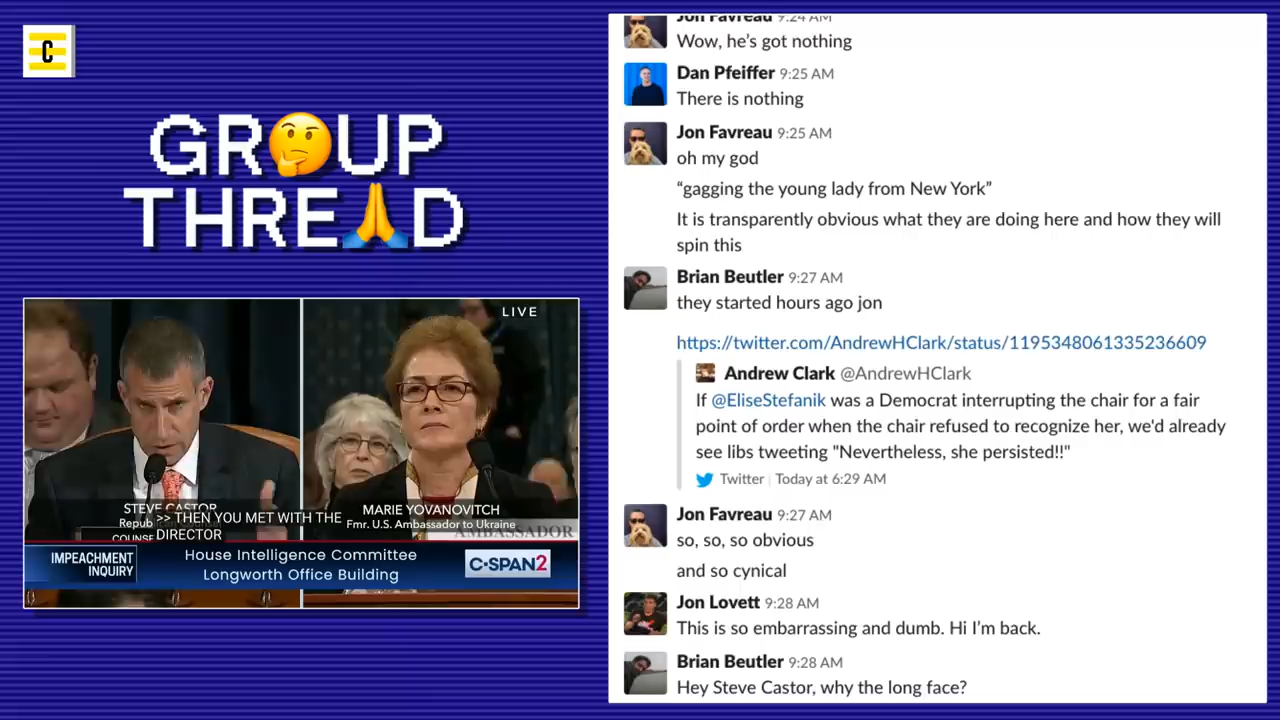 C
GROUP
THREAD
LIVE
STEVE CASTOR
Repub
COUNSE
>> THEN YOU MET WITH THE
DIRECTOR
MARIE YOVANOVITCH
Fmr. U.S. Ambassador to Ukraine
AMBASSADOR
IMPEACHMENT
INQUIRY
House Intelligence Committee
Longworth Office Building
C-SPAN2
Jon Favreau 9:24 AM
Wow, he's got nothing
Dan Pfeiffer 9:25 AM
There is nothing
Jon Favreau 9:25 AM
oh my god
“gagging the young lady from New York”
It is transparently obvious what they are doing here and how they will
spin this
Brian Beutler 9:27 AM
they started hours ago jon
https://twitter.com/AndrewHClark/status/1195348061335236609
Andrew Clark @AndrewHClark
If @EliseStefanik was a Democrat interrupting the chair for a fair
point of order when the chair refused to recognize her, we'd already
see libs tweeting "Nevertheless, she persisted!!"
Twitter | Today at 6:29 AM
Jon Favreau 9:27 AM
so, so, so obvious
and so cynical
Jon Lovett 9:28 AM
This is so embarrassing and dumb. Hi I'm back.
Brian Beutler 9:28 AM
Hey Steve Castor, why the long face?